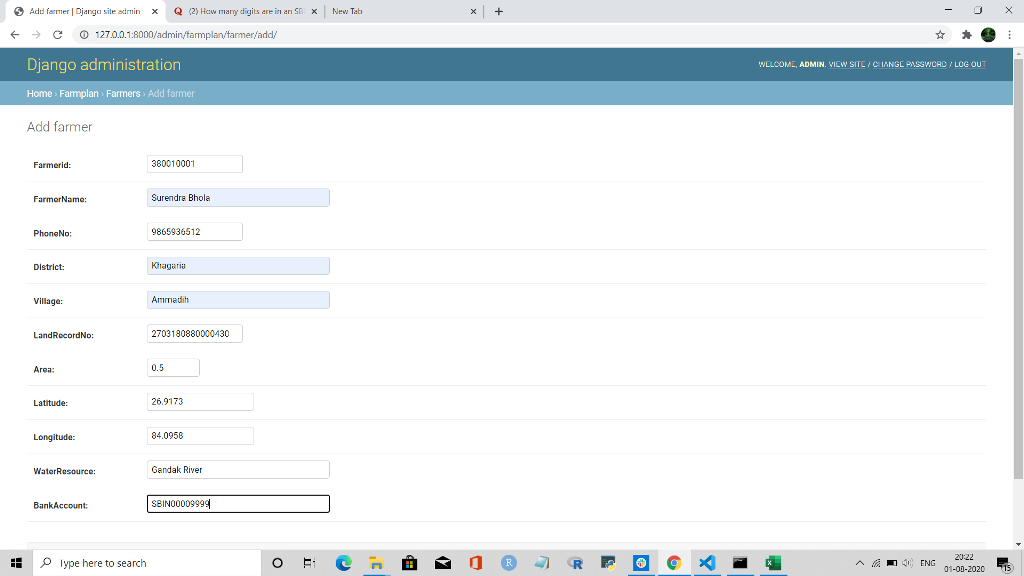 Add farmer | Django site admin
(2) How many digits are in an SB
New Tab
127.0.0.1:8000/admin/farmplan/farmer/add/
Django administration
WELCOME, ADMIN. VIEW SITE / CHANGE PASSWORD / LOG OUT
Home › Farmplan › Farmers › Add farmer
Add farmer
Farmerid: 380010001
FarmerName: Surendra Bhola
PhoneNo: 9865936512
District: Khagaria
Village: Ammadih
LandRecordNo: 2703180880000430
Area: 0.5
Latitude: 26.9173
Longitude: 84.0958
WaterResource: Gandak River
BankAccount: SBIN00009999
Type here to search
ENG
20:22
01-08-2020
15